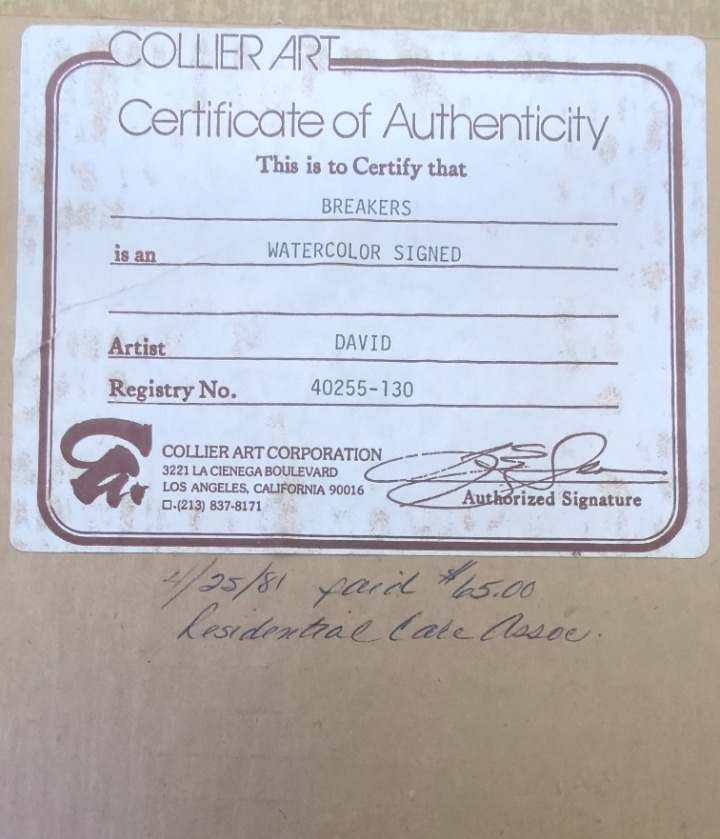 COLLIER ART
Certificate of Authenticity
This is to Certify that
BREAKERS
is an WATERCOLOR SIGNED
Artist DAVID
Registry No. 40255-130
COLLIER ART CORPORATION
3221 LA CIENEGA BOULEVARD
LOS ANGELES, CALIFORNIA 90016
(213) 837-8171
Authorized Signature
4/25/81 paid $65.00
Residential Care Assoc.